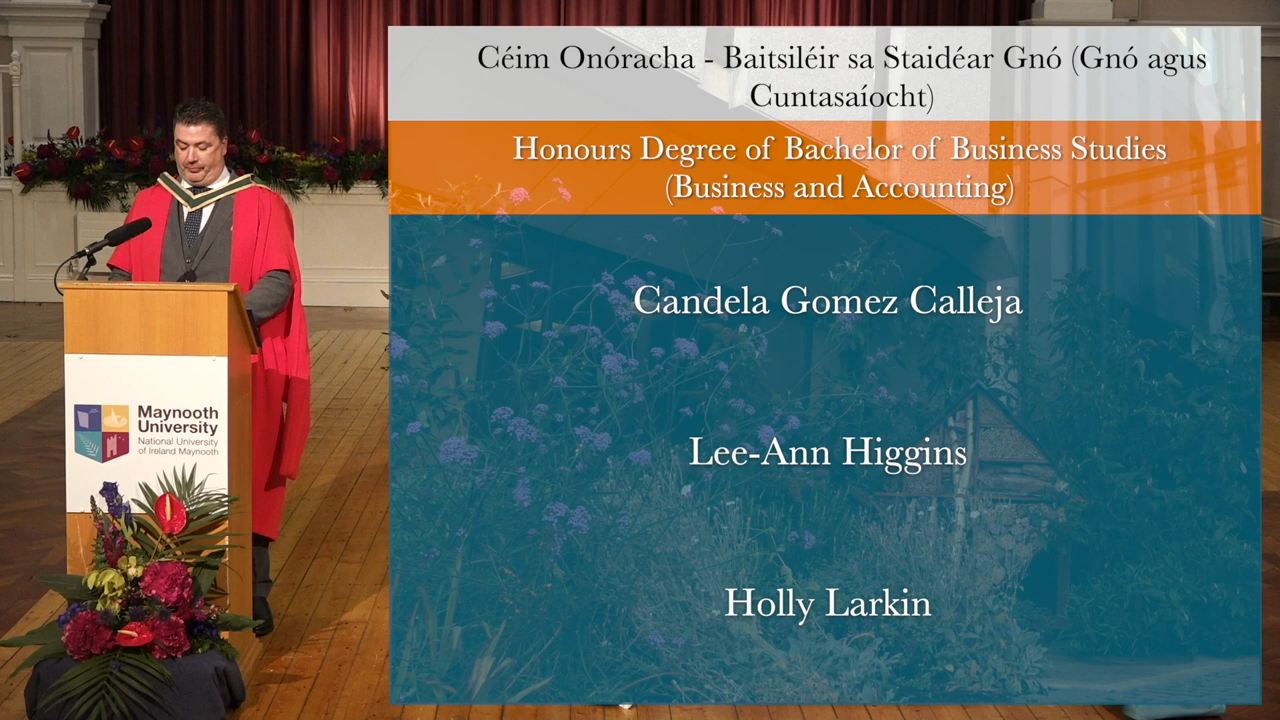 Céim Onóracha - Baitsiléir sa Staidéar Gnó (Gnó agus
Cuntasaíocht)
Honours Degree of Bachelor of Business Studies
(Business and Accounting)
Candela Gomez Calleja
Lee-Ann Higgins
Holly Larkin
Maynooth
University
National University
of Ireland Maynooth